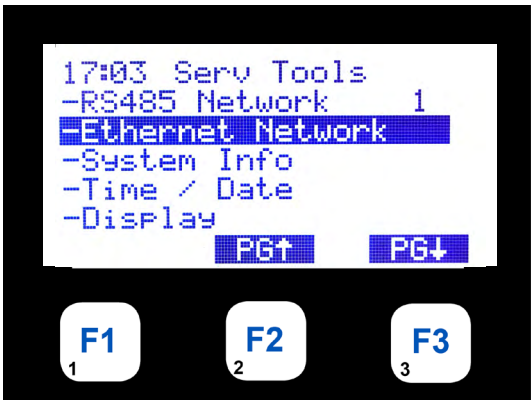 17:03 Serv Tools
-RS485 Network 1
-Ethernet Network
-System Info
-Time / Date
-Display
PG↑ PG↓
F1 F2 F3
1 2 3